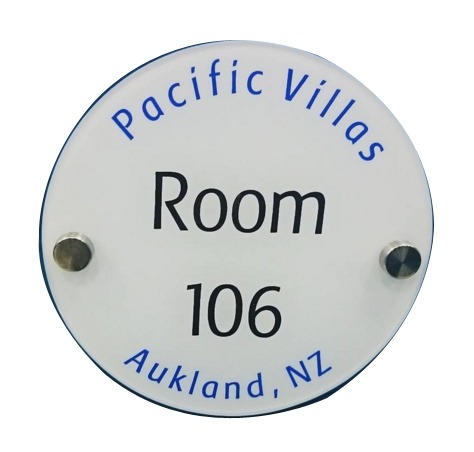 Pacific Villas
Room
106
Aukland, NZ